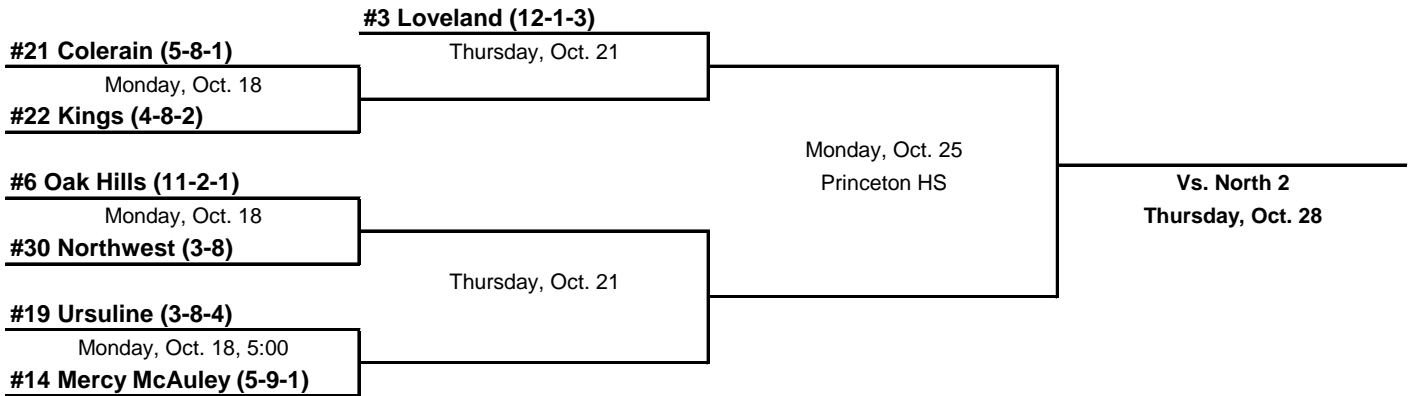 #3 Loveland (12-1-3)
#21 Colerain (5-8-1)
Thursday, Oct. 21
Monday, Oct. 18
#22 Kings (4-8-2)
Monday, Oct. 25
Princeton HS
#6 Oak Hills (11-2-1)
Vs. North 2
Monday, Oct. 18
Thursday, Oct. 28
#30 Northwest (3-8)
Thursday, Oct. 21
#19 Ursuline (3-8-4)
Monday, Oct. 18, 5:00
#14 Mercy McAuley (5-9-1)